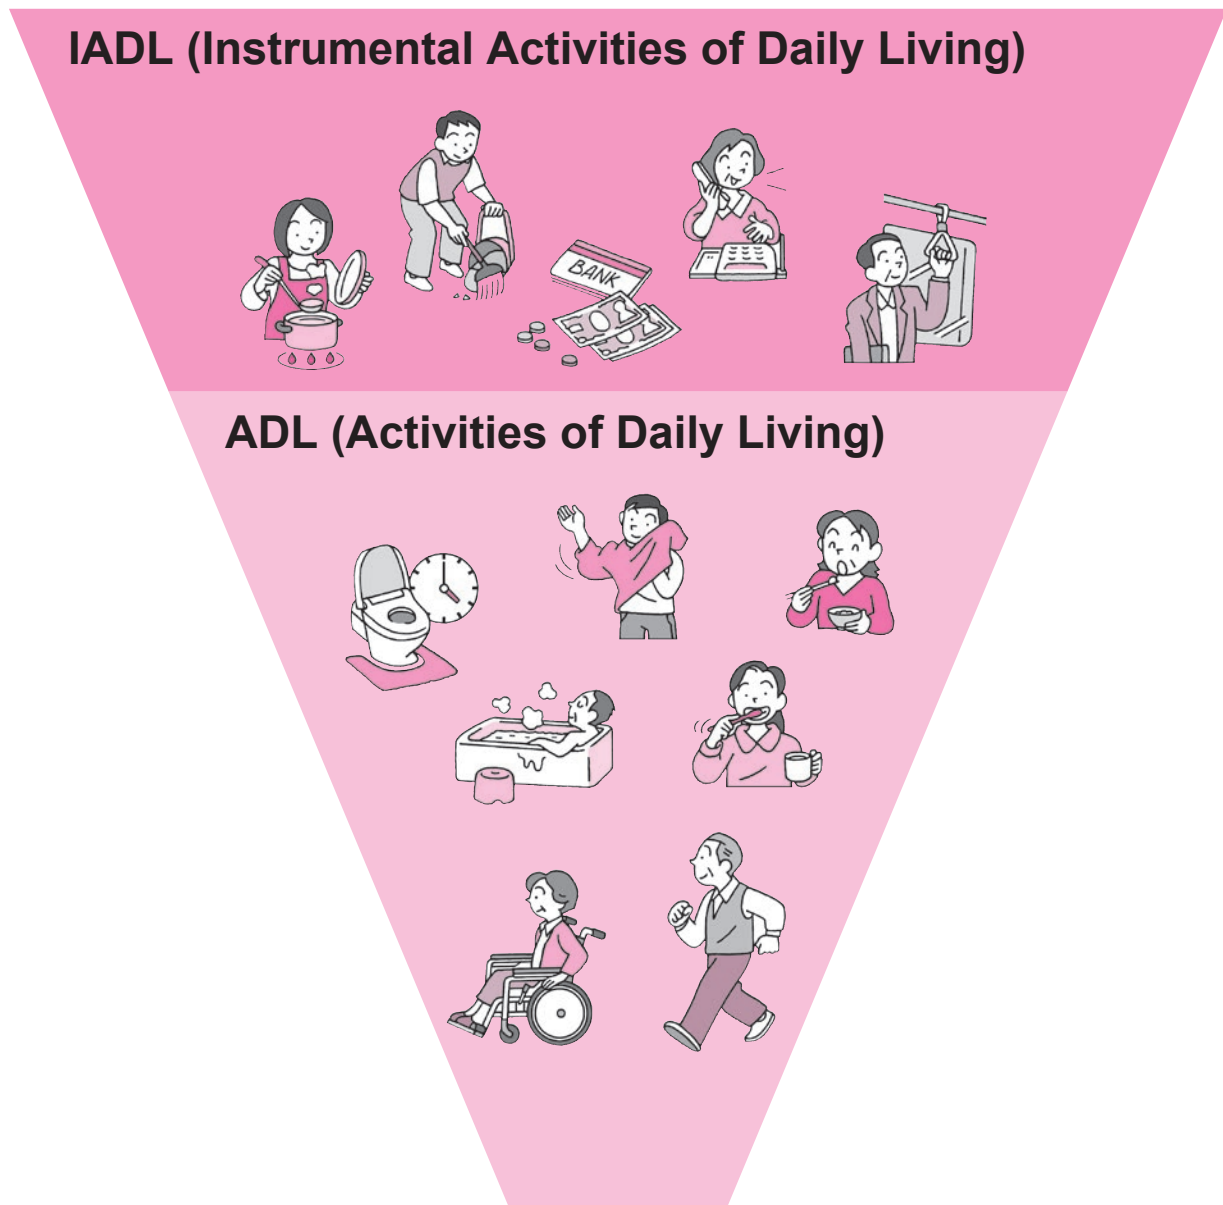 IADL (Instrumental Activities of Daily Living)
BANK
ADL (Activities of Daily Living)